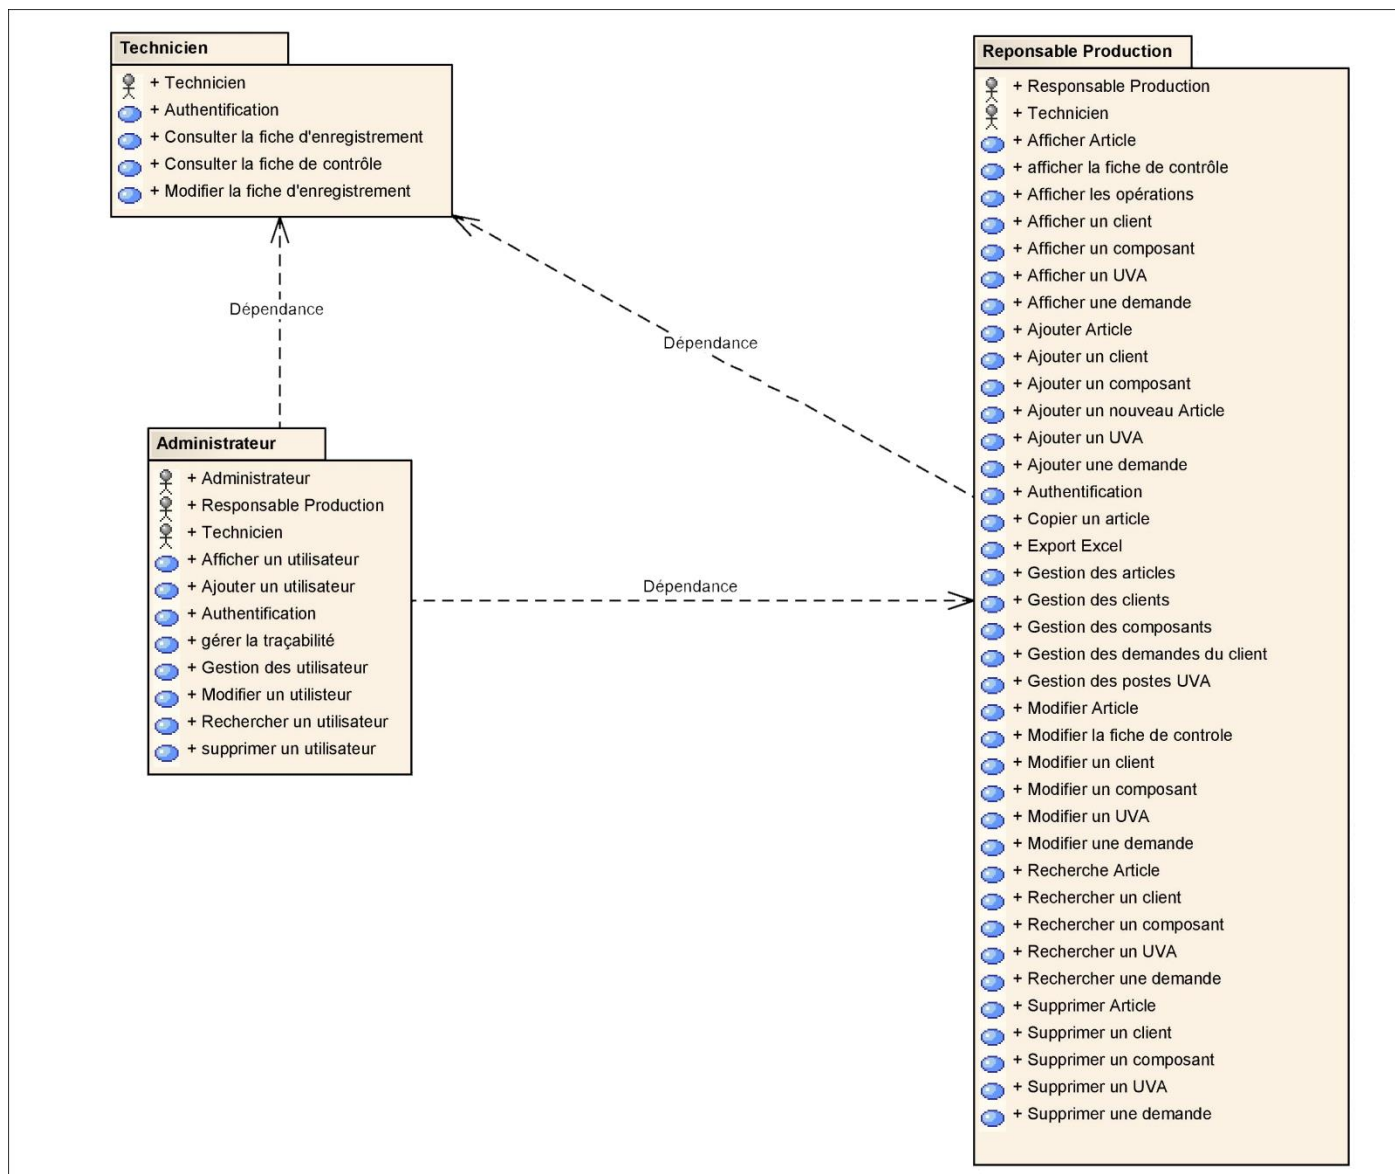 Technicien
+ Technicien
+ Authentification
+ Consulter la fiche d'enregistrement
+ Consulter la fiche de contrôle
+ Modifier la fiche d'enregistrement
Dépendance
Dépendance
Administrateur
+ Administrateur
+ Responsable Production
+ Technicien
+ Afficher un utilisateur
+ Ajouter un utilisateur
+ Authentification
+ gérer la traçabilité
+ Gestion des utilisateur
+ Modifier un utilisteur
+ Rechercher un utilisateur
+ supprimer un utilisateur
Dépendance
Reponsable Production
+ Responsable Production
+ Technicien
+ Afficher Article
+ afficher la fiche de contrôle
+ Afficher les opérations
+ Afficher un client
+ Afficher un composant
+ Afficher un UVA
+ Afficher une demande
+ Ajouter Article
+ Ajouter un client
+ Ajouter un composant
+ Ajouter un nouveau Article
+ Ajouter un UVA
+ Ajouter une demande
+ Authentification
+ Copier un article
+ Export Excel
+ Gestion des articles
+ Gestion des clients
+ Gestion des composants
+ Gestion des demandes du client
+ Gestion des postes UVA
+ Modifier Article
+ Modifier la fiche de controle
+ Modifier un client
+ Modifier un composant
+ Modifier un UVA
+ Modifier une demande
+ Recherche Article
+ Rechercher un client
+ Rechercher un composant
+ Rechercher un UVA
+ Rechercher une demande
+ Supprimer Article
+ Supprimer un client
+ Supprimer un composant
+ Supprimer un UVA
+ Supprimer une demande